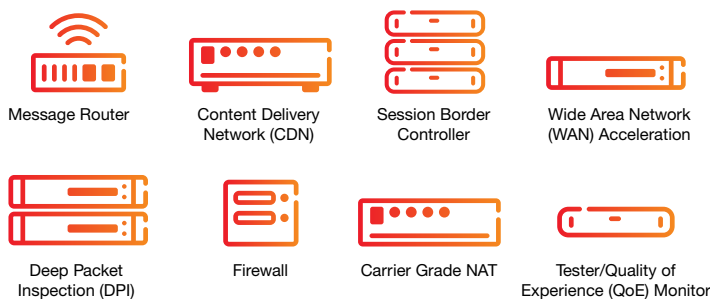 Message Router
Content Delivery
Network (CDN)
Session Border
Controller
Wide Area Network
(WAN) Acceleration
Deep Packet
Inspection (DPI)
Firewall
Carrier Grade NAT
Tester/Quality of
Experience (QoE) Monitor